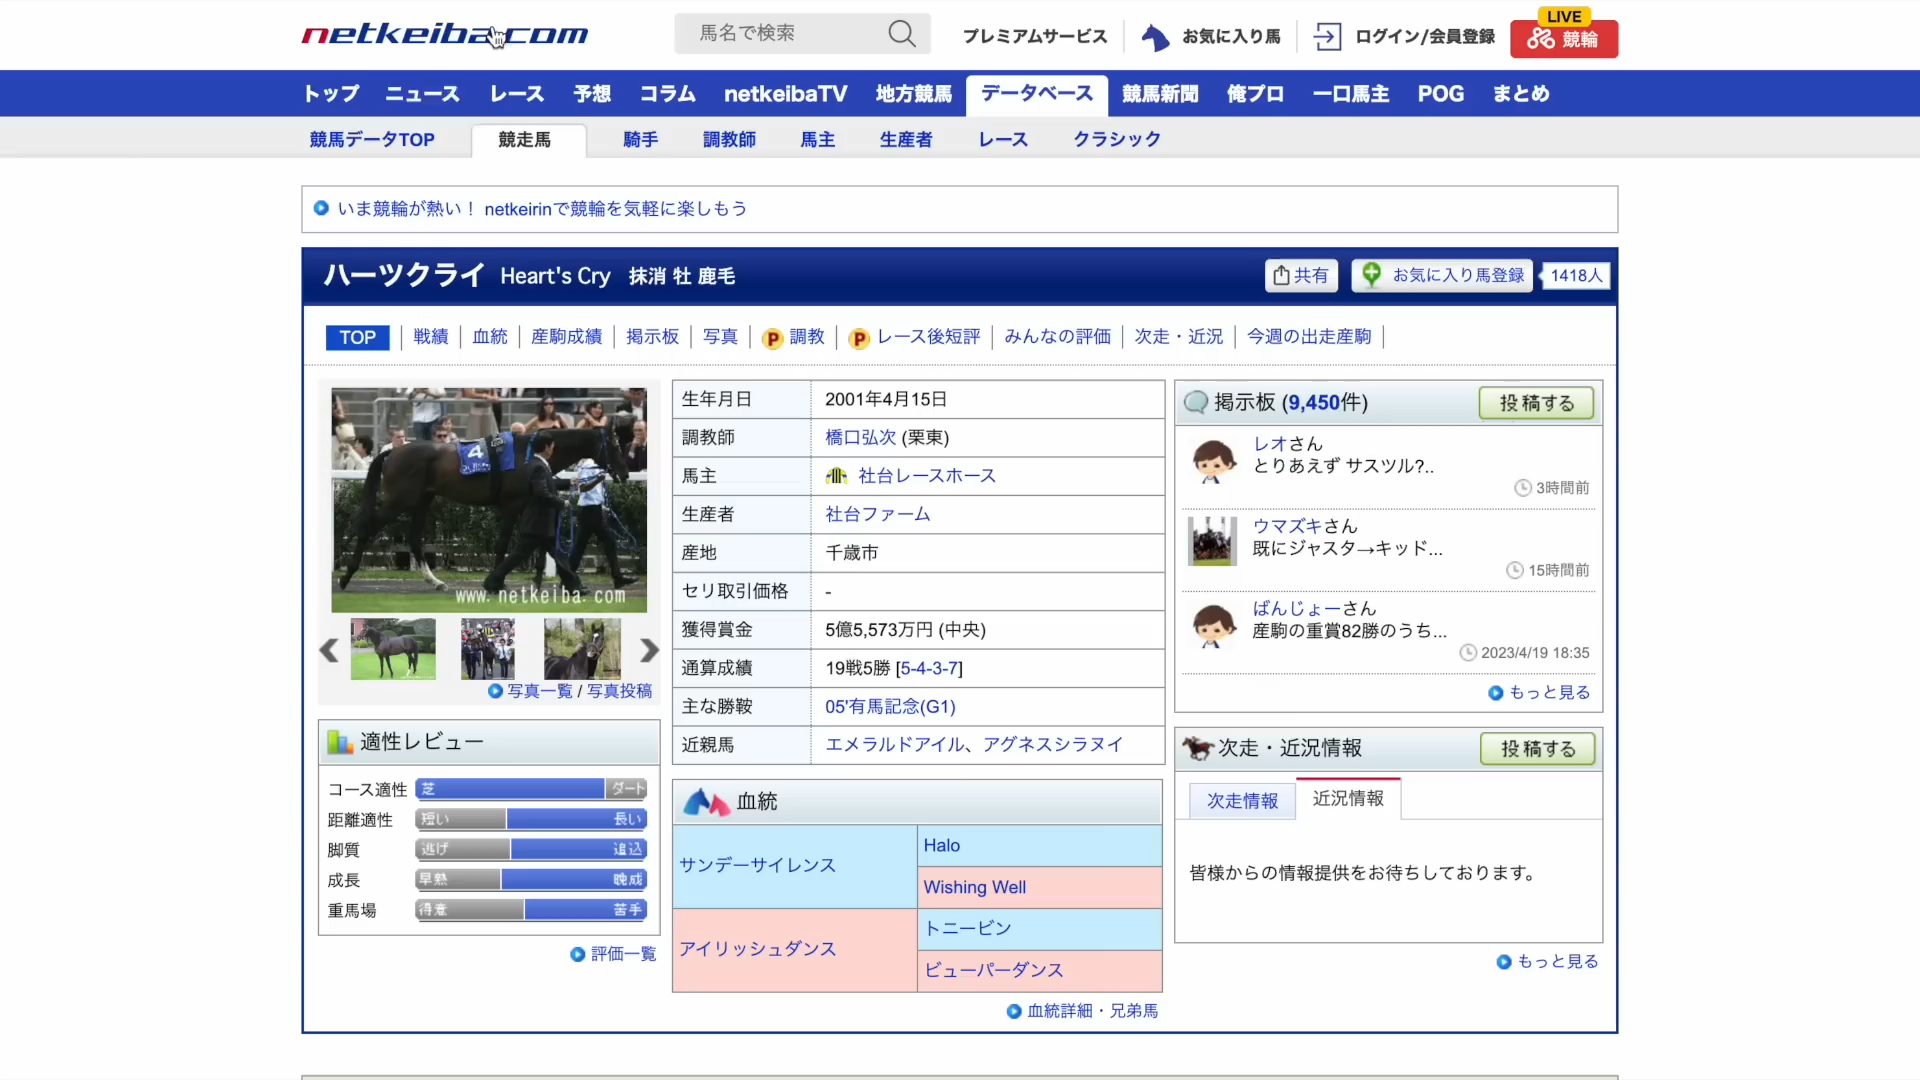 netkeiba.com
馬名で検索
プレミアムサービス
お気に入り馬
ログイン/会員登録
LIVE
競輪
トップ ニュース レース 予想 コラム netkeibaTV 地方競馬 データベース 競馬新聞 俺プロ 一口馬主 POG まとめ
競馬データTOP 競走馬 騎手 調教師 馬主 生産者 レース クラシック
いま競輪が熱い！ netkeirinで競輪を気軽に楽しもう
ハーツクライ Heart's Cry 抹消 牡 鹿毛
共有
お気に入り馬登録
1418人
TOP 戦績 血統 産駒成績 掲示板 写真 P 調教 P レース後短評 みんなの評価 次走・近況 今週の出走産駒
4
www.netkeiba.com
写真一覧 / 写真投稿
適性レビュー
コース適性 芝 ダート
距離適性 短い 長い
脚質 逃げ 追込
成長 早熟 晩成
重馬場 得意 苦手
評価一覧
生年月日 2001年4月15日
調教師 橋口弘次 (栗東)
馬主 社台レースホース
生産者 社台ファーム
産地 千歳市
セリ取引価格 -
獲得賞金 5億5,573万円 (中央)
通算成績 19戦5勝 [5-4-3-7]
主な勝鞍 05'有馬記念(G1)
近親馬 エメラルドアイル、アグネスシラヌイ
血統
サンデーサイレンス
Halo
Wishing Well
アイリッシュダンス
トニービン
ビューパーダンス
血統詳細・兄弟馬
掲示板 (9,450件)
投稿する
レオさん
とりあえず サスツル?..
3時間前
ウマズキさん
既にジャスタ→キッド...
15時間前
ばんじょーさん
産駒の重賞82勝のうち...
2023/4/19 18:35
もっと見る
次走・近況情報
投稿する
次走情報 近況情報
皆様からの情報提供をお待ちしております。
もっと見る